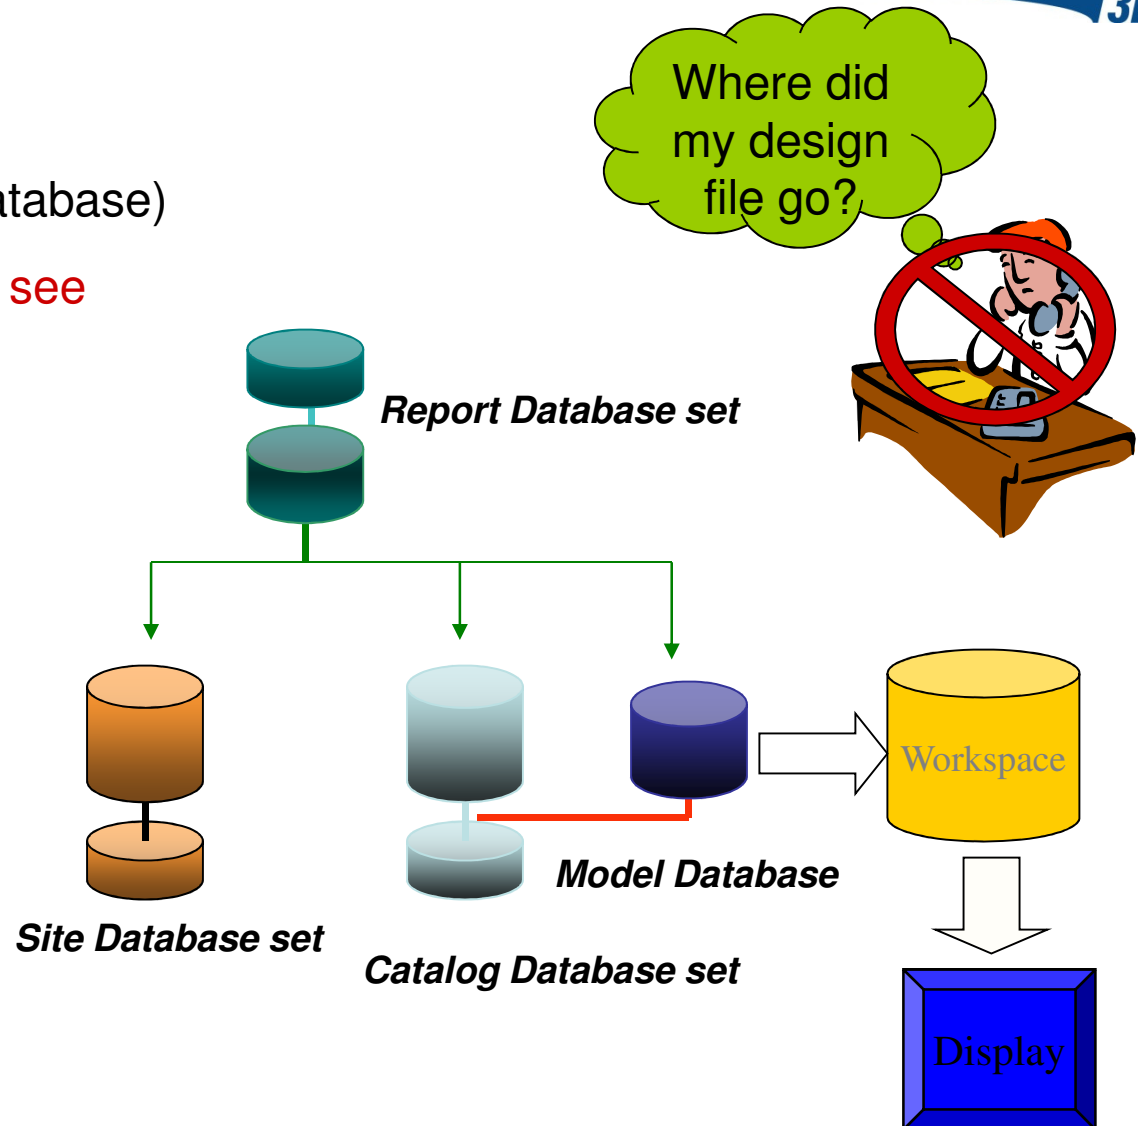 Where did
my design
file go?
atabase)
see
Report Database set
Workspace
Model Database
Site Database set
Catalog Database set
Display